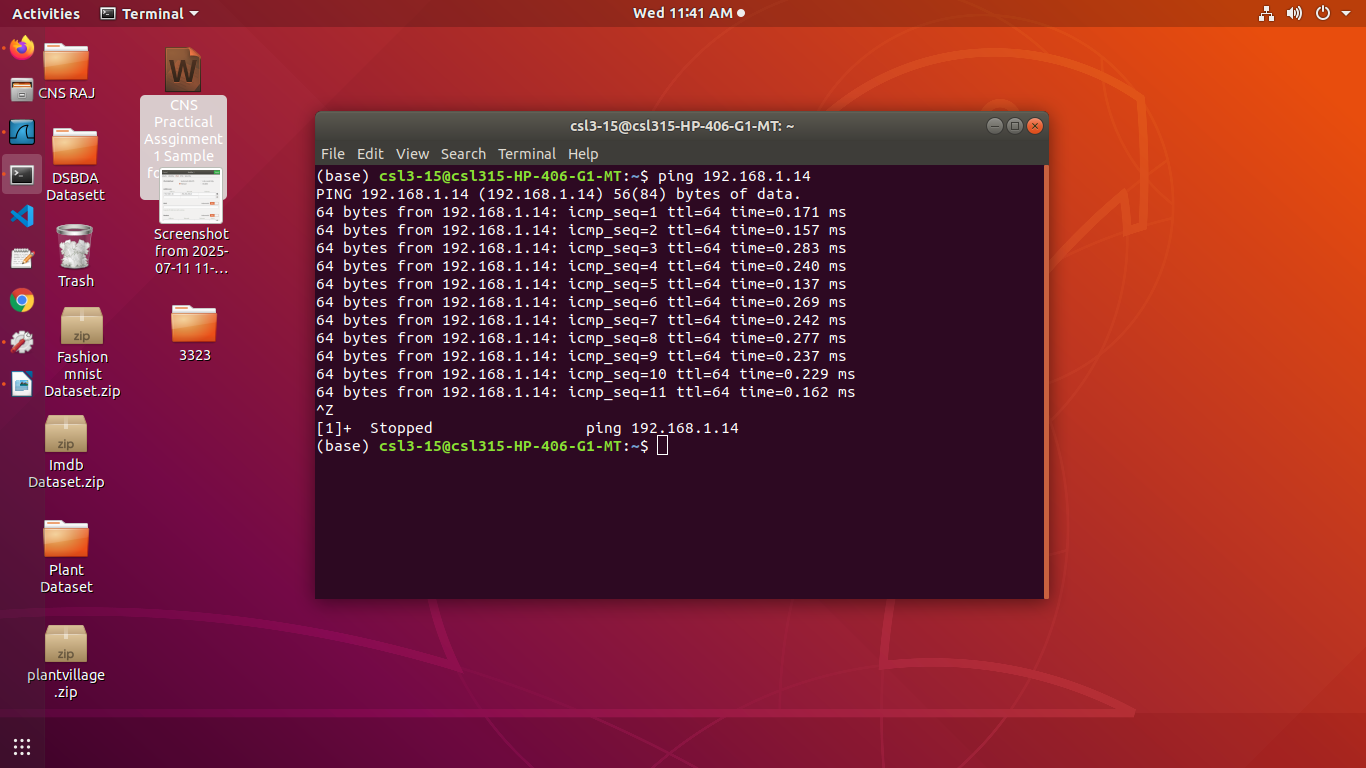 Activities
Terminal
Wed 11:41 AM
CNS RAJ
DSBDA
Datasett
Trash
Fashion
mnist
Dataset.zip
Imdb
Dataset.zip
Plant
Dataset
plantvillage
.zip
W
CNS
Practical
Assginment
1 Sample
Screenshot
from 2025-
07-11 11-…
3323
zip
zip
zip
csl3-15@csl315-HP-406-G1-MT: ~
File Edit View Search Terminal Help
(base) csl3-15@csl315-HP-406-G1-MT:~$ ping 192.168.1.14
PING 192.168.1.14 (192.168.1.14) 56(84) bytes of data.
64 bytes from 192.168.1.14: icmp_seq=1 ttl=64 time=0.171 ms
64 bytes from 192.168.1.14: icmp_seq=2 ttl=64 time=0.157 ms
64 bytes from 192.168.1.14: icmp_seq=3 ttl=64 time=0.283 ms
64 bytes from 192.168.1.14: icmp_seq=4 ttl=64 time=0.240 ms
64 bytes from 192.168.1.14: icmp_seq=5 ttl=64 time=0.137 ms
64 bytes from 192.168.1.14: icmp_seq=6 ttl=64 time=0.269 ms
64 bytes from 192.168.1.14: icmp_seq=7 ttl=64 time=0.242 ms
64 bytes from 192.168.1.14: icmp_seq=8 ttl=64 time=0.277 ms
64 bytes from 192.168.1.14: icmp_seq=9 ttl=64 time=0.237 ms
64 bytes from 192.168.1.14: icmp_seq=10 ttl=64 time=0.229 ms
64 bytes from 192.168.1.14: icmp_seq=11 ttl=64 time=0.162 ms
^Z
[1]+  Stopped                 ping 192.168.1.14
(base) csl3-15@csl315-HP-406-G1-MT:~$